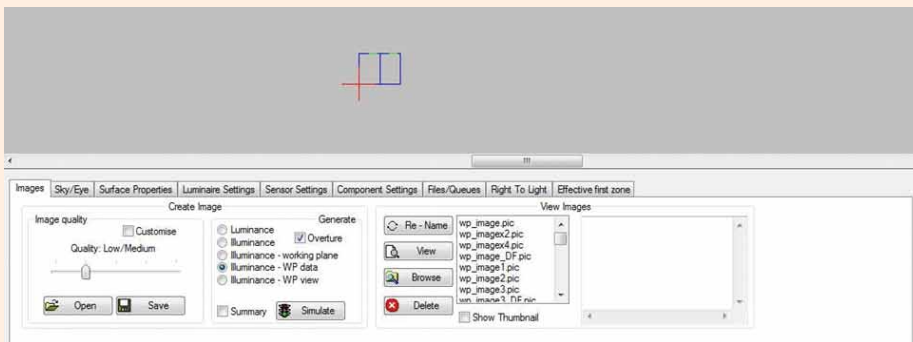 Images Sky/Eye Surface Properties Luminaire Settings Sensor Settings Component Settings Files/Queues Right To Light Effective first zone
Create Image
Image quality
Customise
Quality: Low/Medium
Open Save
Generate
Luminance
Overture
Illuminance
Illuminance - working plane
Illuminance - WP data
Illuminance - WP view
Summary Simulate
View Images
Re - Name
View
Browse
Delete
wp_image.pic
wp_imagex2.pic
wp_imagex4.pic
wp_image_DF.pic
wp_image1.pic
wp_image2.pic
wp_image3.pic
wp_image3_DF.pic
Show Thumbnail